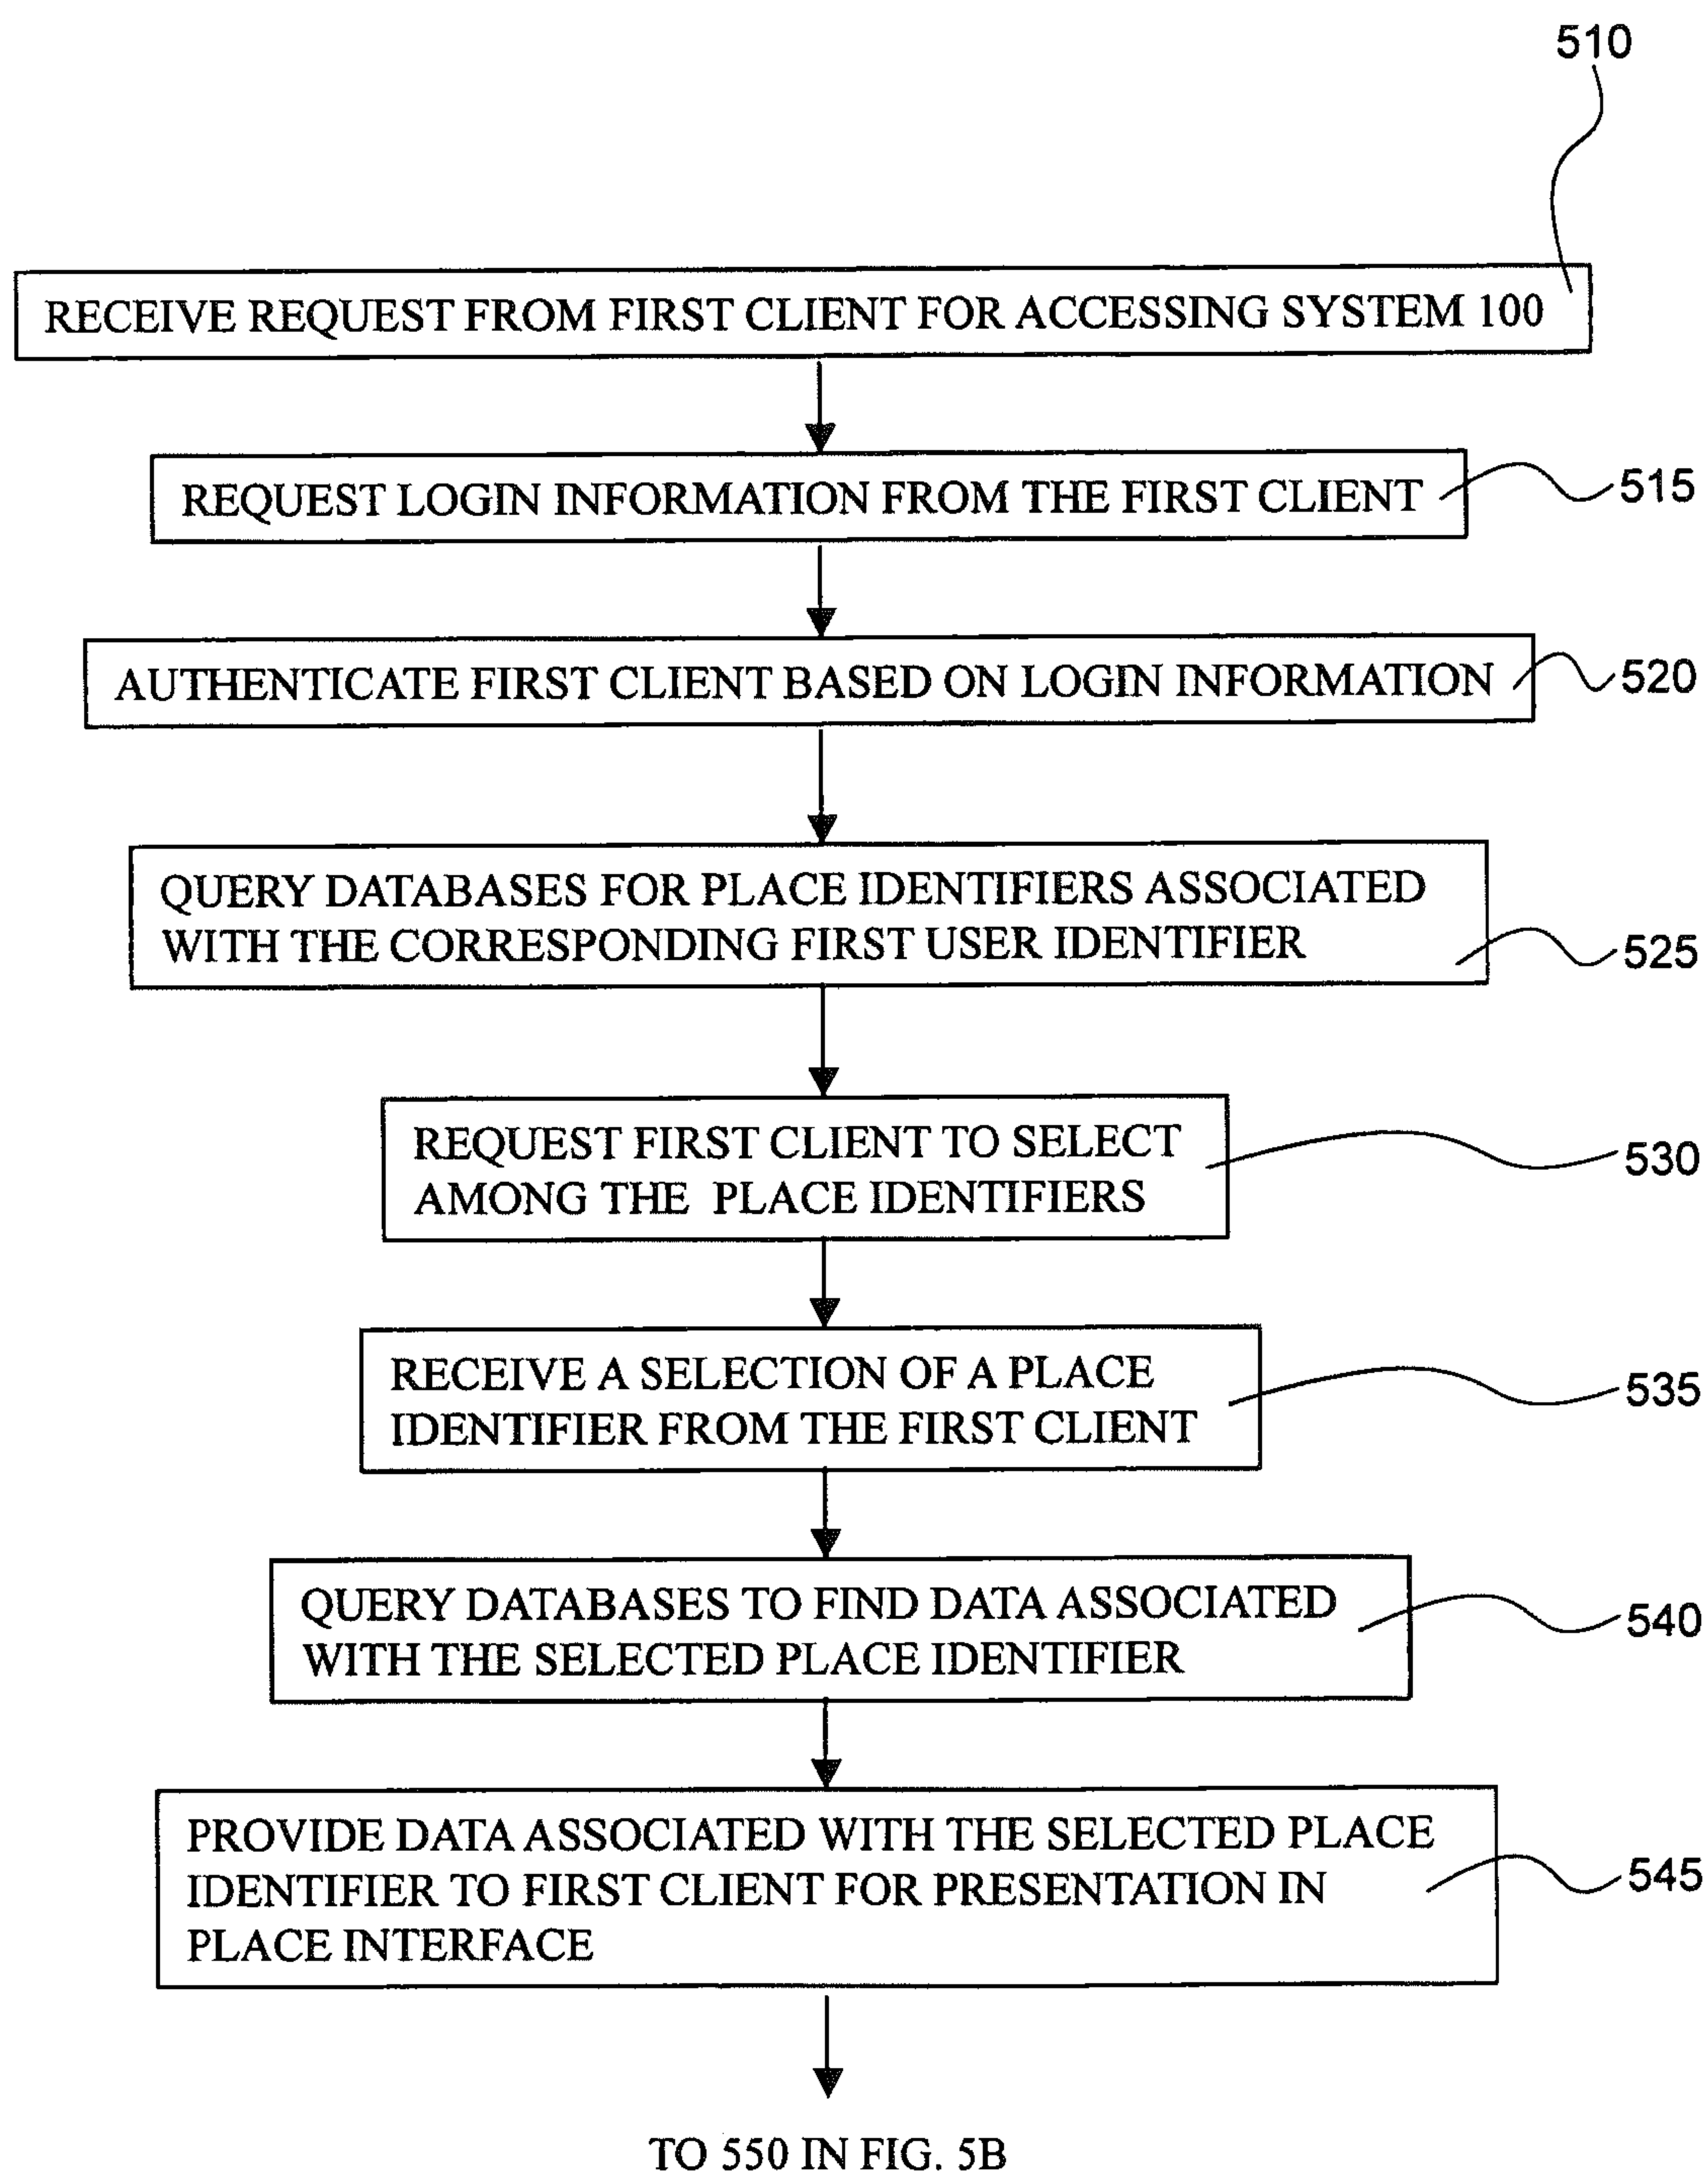 510
RECEIVE REQUEST FROM FIRST CLIENT FOR ACCESSING SYSTEM 100
REQUEST LOGIN INFORMATION FROM THE FIRST CLIENT
515
AUTHENTICATE FIRST CLIENT BASED ON LOGIN INFORMATION
520
QUERY DATABASES FOR PLACE IDENTIFIERS ASSOCIATED
WITH THE CORRESPONDING FIRST USER IDENTIFIER
525
REQUEST FIRST CLIENT TO SELECT
AMONG THE PLACE IDENTIFIERS
530
RECEIVE A SELECTION OF A PLACE
IDENTIFIER FROM THE FIRST CLIENT
535
QUERY DATABASES TO FIND DATA ASSOCIATED
WITH THE SELECTED PLACE IDENTIFIER
540
PROVIDE DATA ASSOCIATED WITH THE SELECTED PLACE
IDENTIFIER TO FIRST CLIENT FOR PRESENTATION IN
PLACE INTERFACE
545
TO 550 IN FIG. 5B